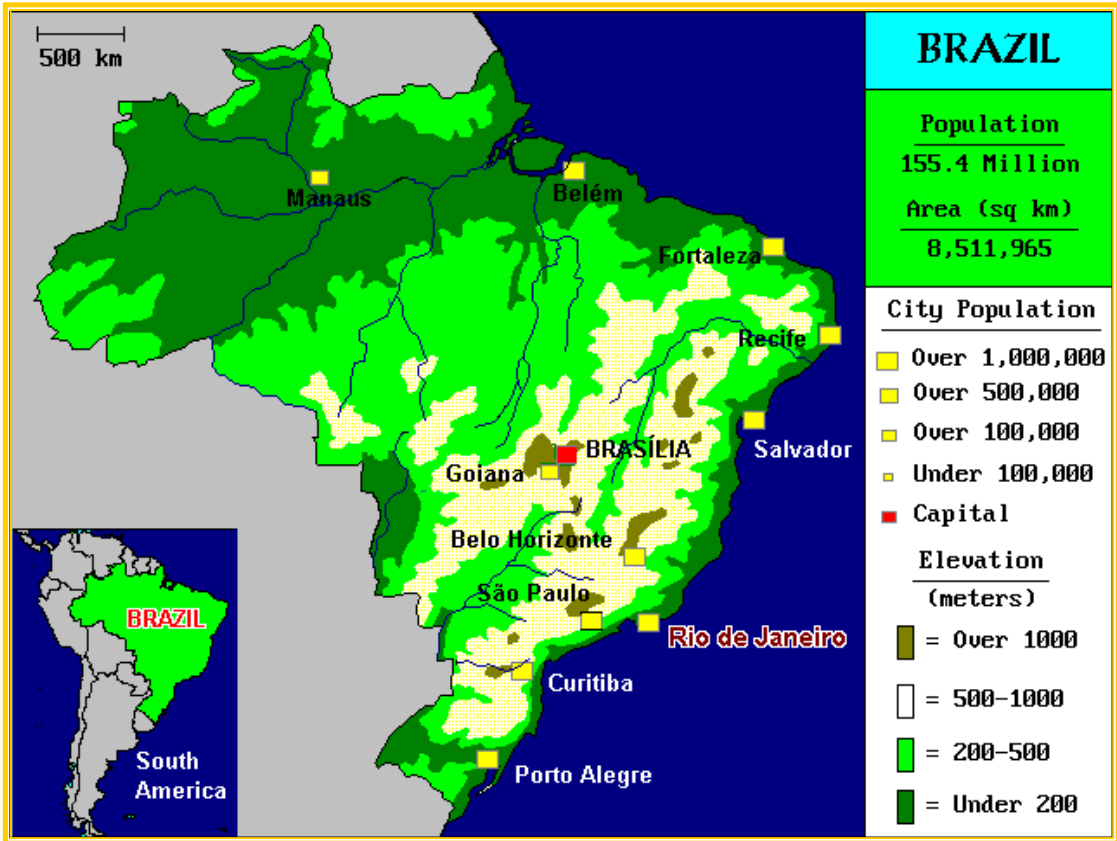 500 km
Manaus
Belém
Fortaleza
Recife
Salvador
BRASÍLIA
Goiana
Belo Horizonte
São Paulo
Rio de Janeiro
Curitiba
Porto Alegre
BRAZIL
South
America
BRAZIL
Population
155.4 Million
Area (sq km)
8,511,965
City Population
Over 1,000,000
Over 500,000
Over 100,000
Under 100,000
Capital
Elevation
(meters)
= Over 1000
= 500-1000
= 200-500
= Under 200